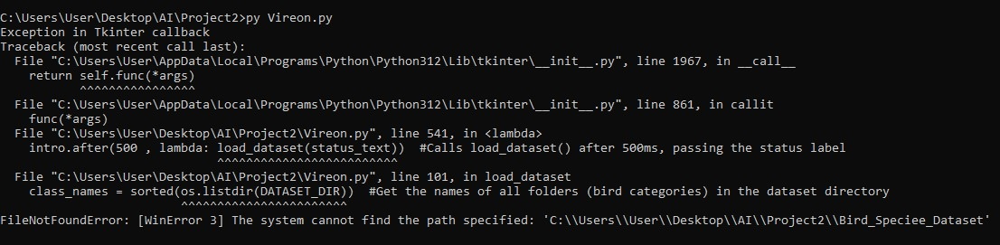 C:\Users\User\Desktop\AI\Project2>py Vireon.py
Exception in Tkinter callback
Traceback (most recent call last):
  File "C:\Users\User\AppData\Local\Programs\Python\Python312\Lib\tkinter\__init__.py", line 1967, in __call__
    return self.func(*args)
           ^^^^^^^^^^^^^^^^
  File "C:\Users\User\AppData\Local\Programs\Python\Python312\Lib\tkinter\__init__.py", line 861, in callit
    func(*args)
  File "C:\Users\User\Desktop\AI\Project2\Vireon.py", line 541, in <lambda>
    intro.after(500 , lambda: load_dataset(status_text))  #Calls load_dataset() after 500ms, passing the status label
                              ^^^^^^^^^^^^^^^^^^^^^^^^^
  File "C:\Users\User\Desktop\AI\Project2\Vireon.py", line 101, in load_dataset
    class_names = sorted(os.listdir(DATASET_DIR))  #Get the names of all folders (bird categories) in the dataset directory
                         ^^^^^^^^^^^^^^^^^^^^^^^
FileNotFoundError: [WinError 3] The system cannot find the path specified: 'C:\\Users\\User\\Desktop\\AI\\Project2\\Bird_Speciee_Dataset'